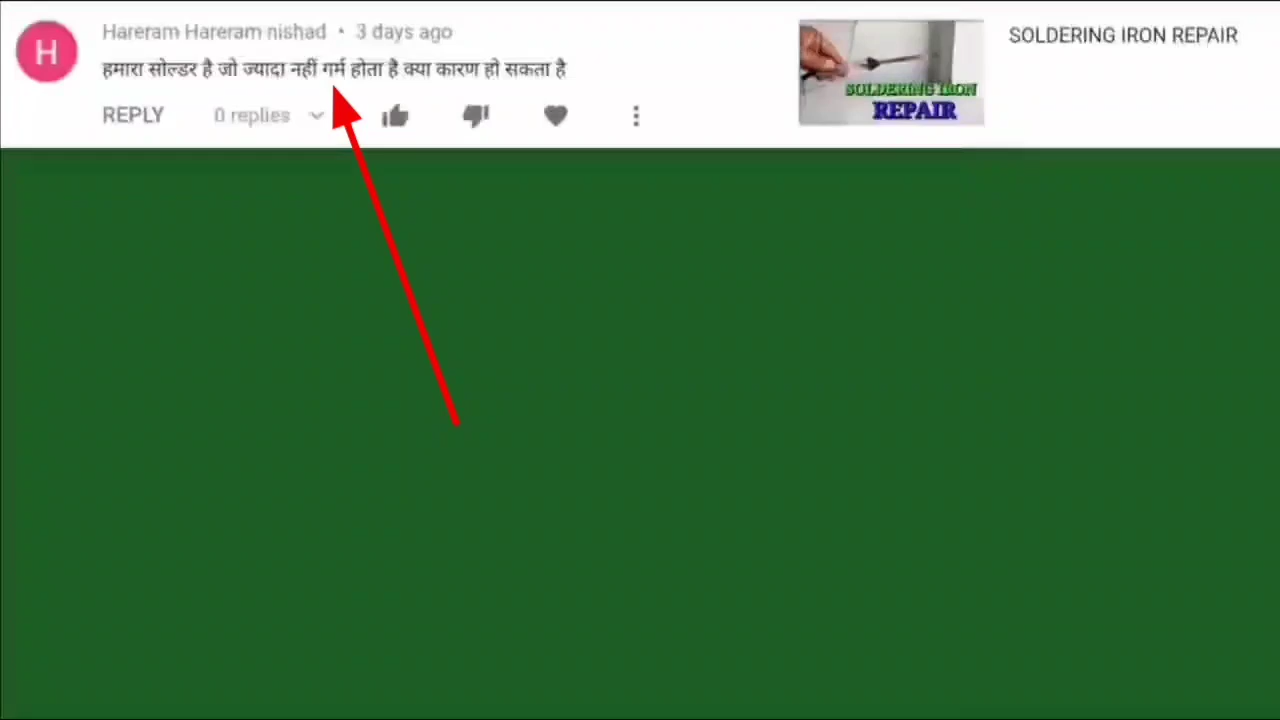 Hareram Hareram nishad • 3 days ago
हमारा सोल्डर है जो ज्यादा नहीं गर्म होता है क्या कारण हो सकता है
REPLY 0 replies
H
SOLDERING IRON
REPAIR
SOLDERING IRON REPAIR